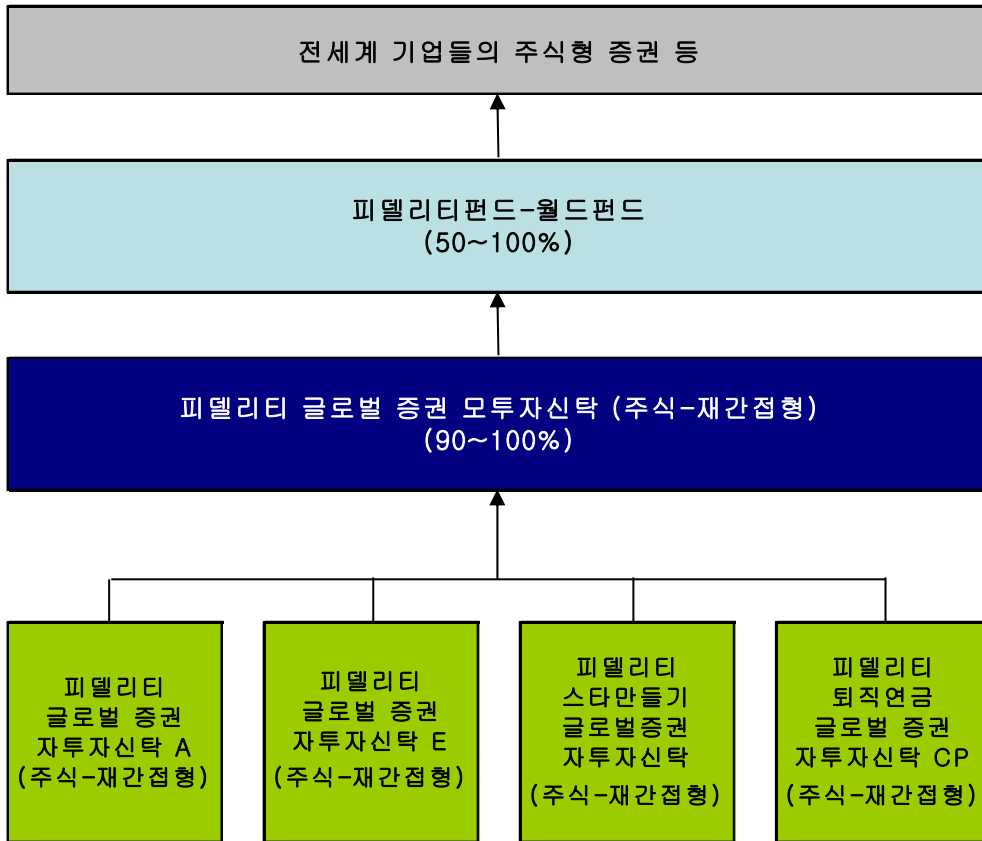 전세계 기업들의 주식형 증권 등
피델리티펀드-월드펀드
(50~100%)
피델리티 글로벌 증권 모투자신탁 (주식-재간접형)
(90~100%)
피델리티
글로벌 증권
자투자신탁 A
(주식-재간접형)
피델리티
글로벌 증권
자투자신탁 E
(주식-재간접형)
피델리티
스타만들기
글로벌증권
자투자신탁
(주식-재간접형)
피델리티
퇴직연금
글로벌 증권
자투자신탁 CP
(주식-재간접형)